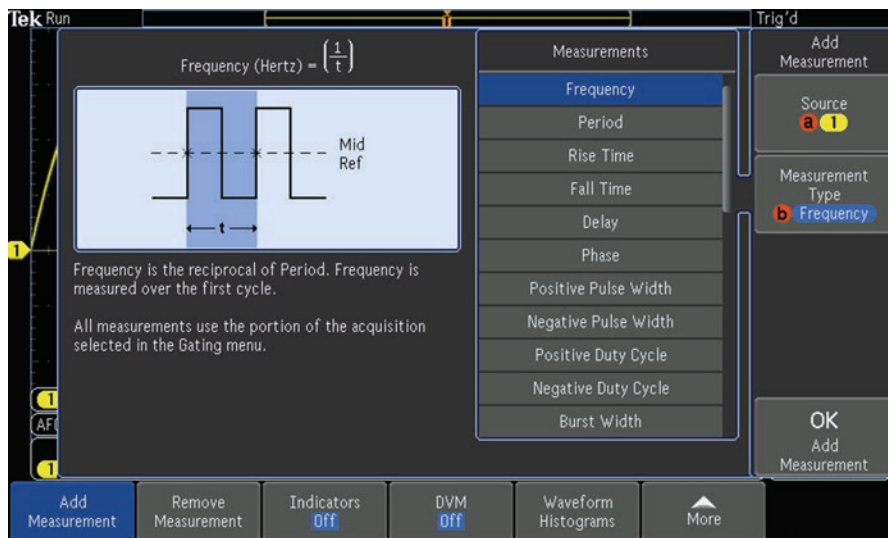 Tek Run
Trig'd
Frequency (Hertz) = (1/t)
Mid
Ref
t
Frequency is the reciprocal of Period. Frequency is
measured over the first cycle.
All measurements use the portion of the acquisition
selected in the Gating menu.
Measurements
Frequency
Period
Rise Time
Fall Time
Delay
Phase
Positive Pulse Width
Negative Pulse Width
Positive Duty Cycle
Negative Duty Cycle
Burst Width
Add
Measurement
Source
a 1
Measurement
Type
b Frequency
OK
Add
Measurement
1
1
AFG
1
Add
Measurement
Remove
Measurement
Indicators
Off
DVM
Off
Waveform
Histograms
More